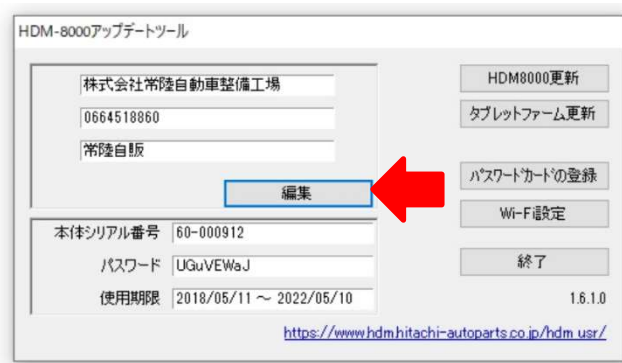 HDM-8000アップデートツール
株式会社常陸自動車整備工場
0664518860
常陸自販
編集
本体シリアル番号 60-000912
パスワード UGuVEWaJ
使用期限 2018/05/11 ～ 2022/05/10
HDM8000更新
タブレットファーム更新
パスワードカードの登録
Wi-Fi設定
終了
1.6.1.0
https://www.hdm.hitachi-autoparts.co.jp/hdm_usr/